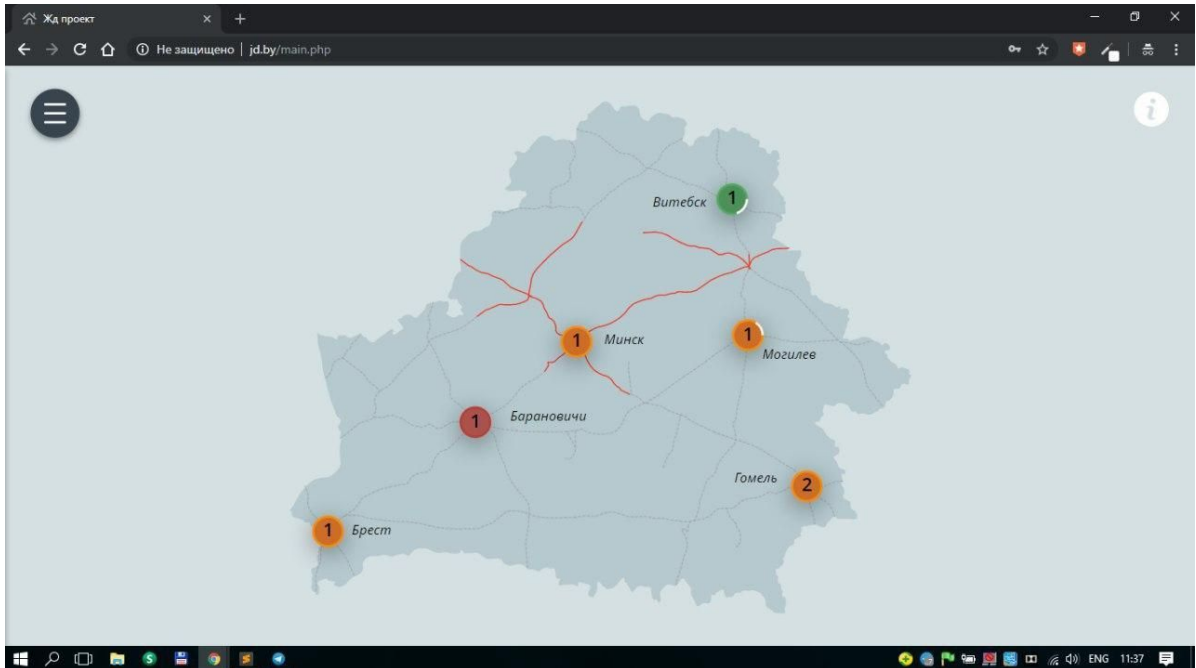 Жд проект
Не защищено | jd.by/main.php
i
Витебск 1
1 Минск
1
Могилев
1 Барановичи
Гомель 2
1 Брест
S
S
ENG 11:37